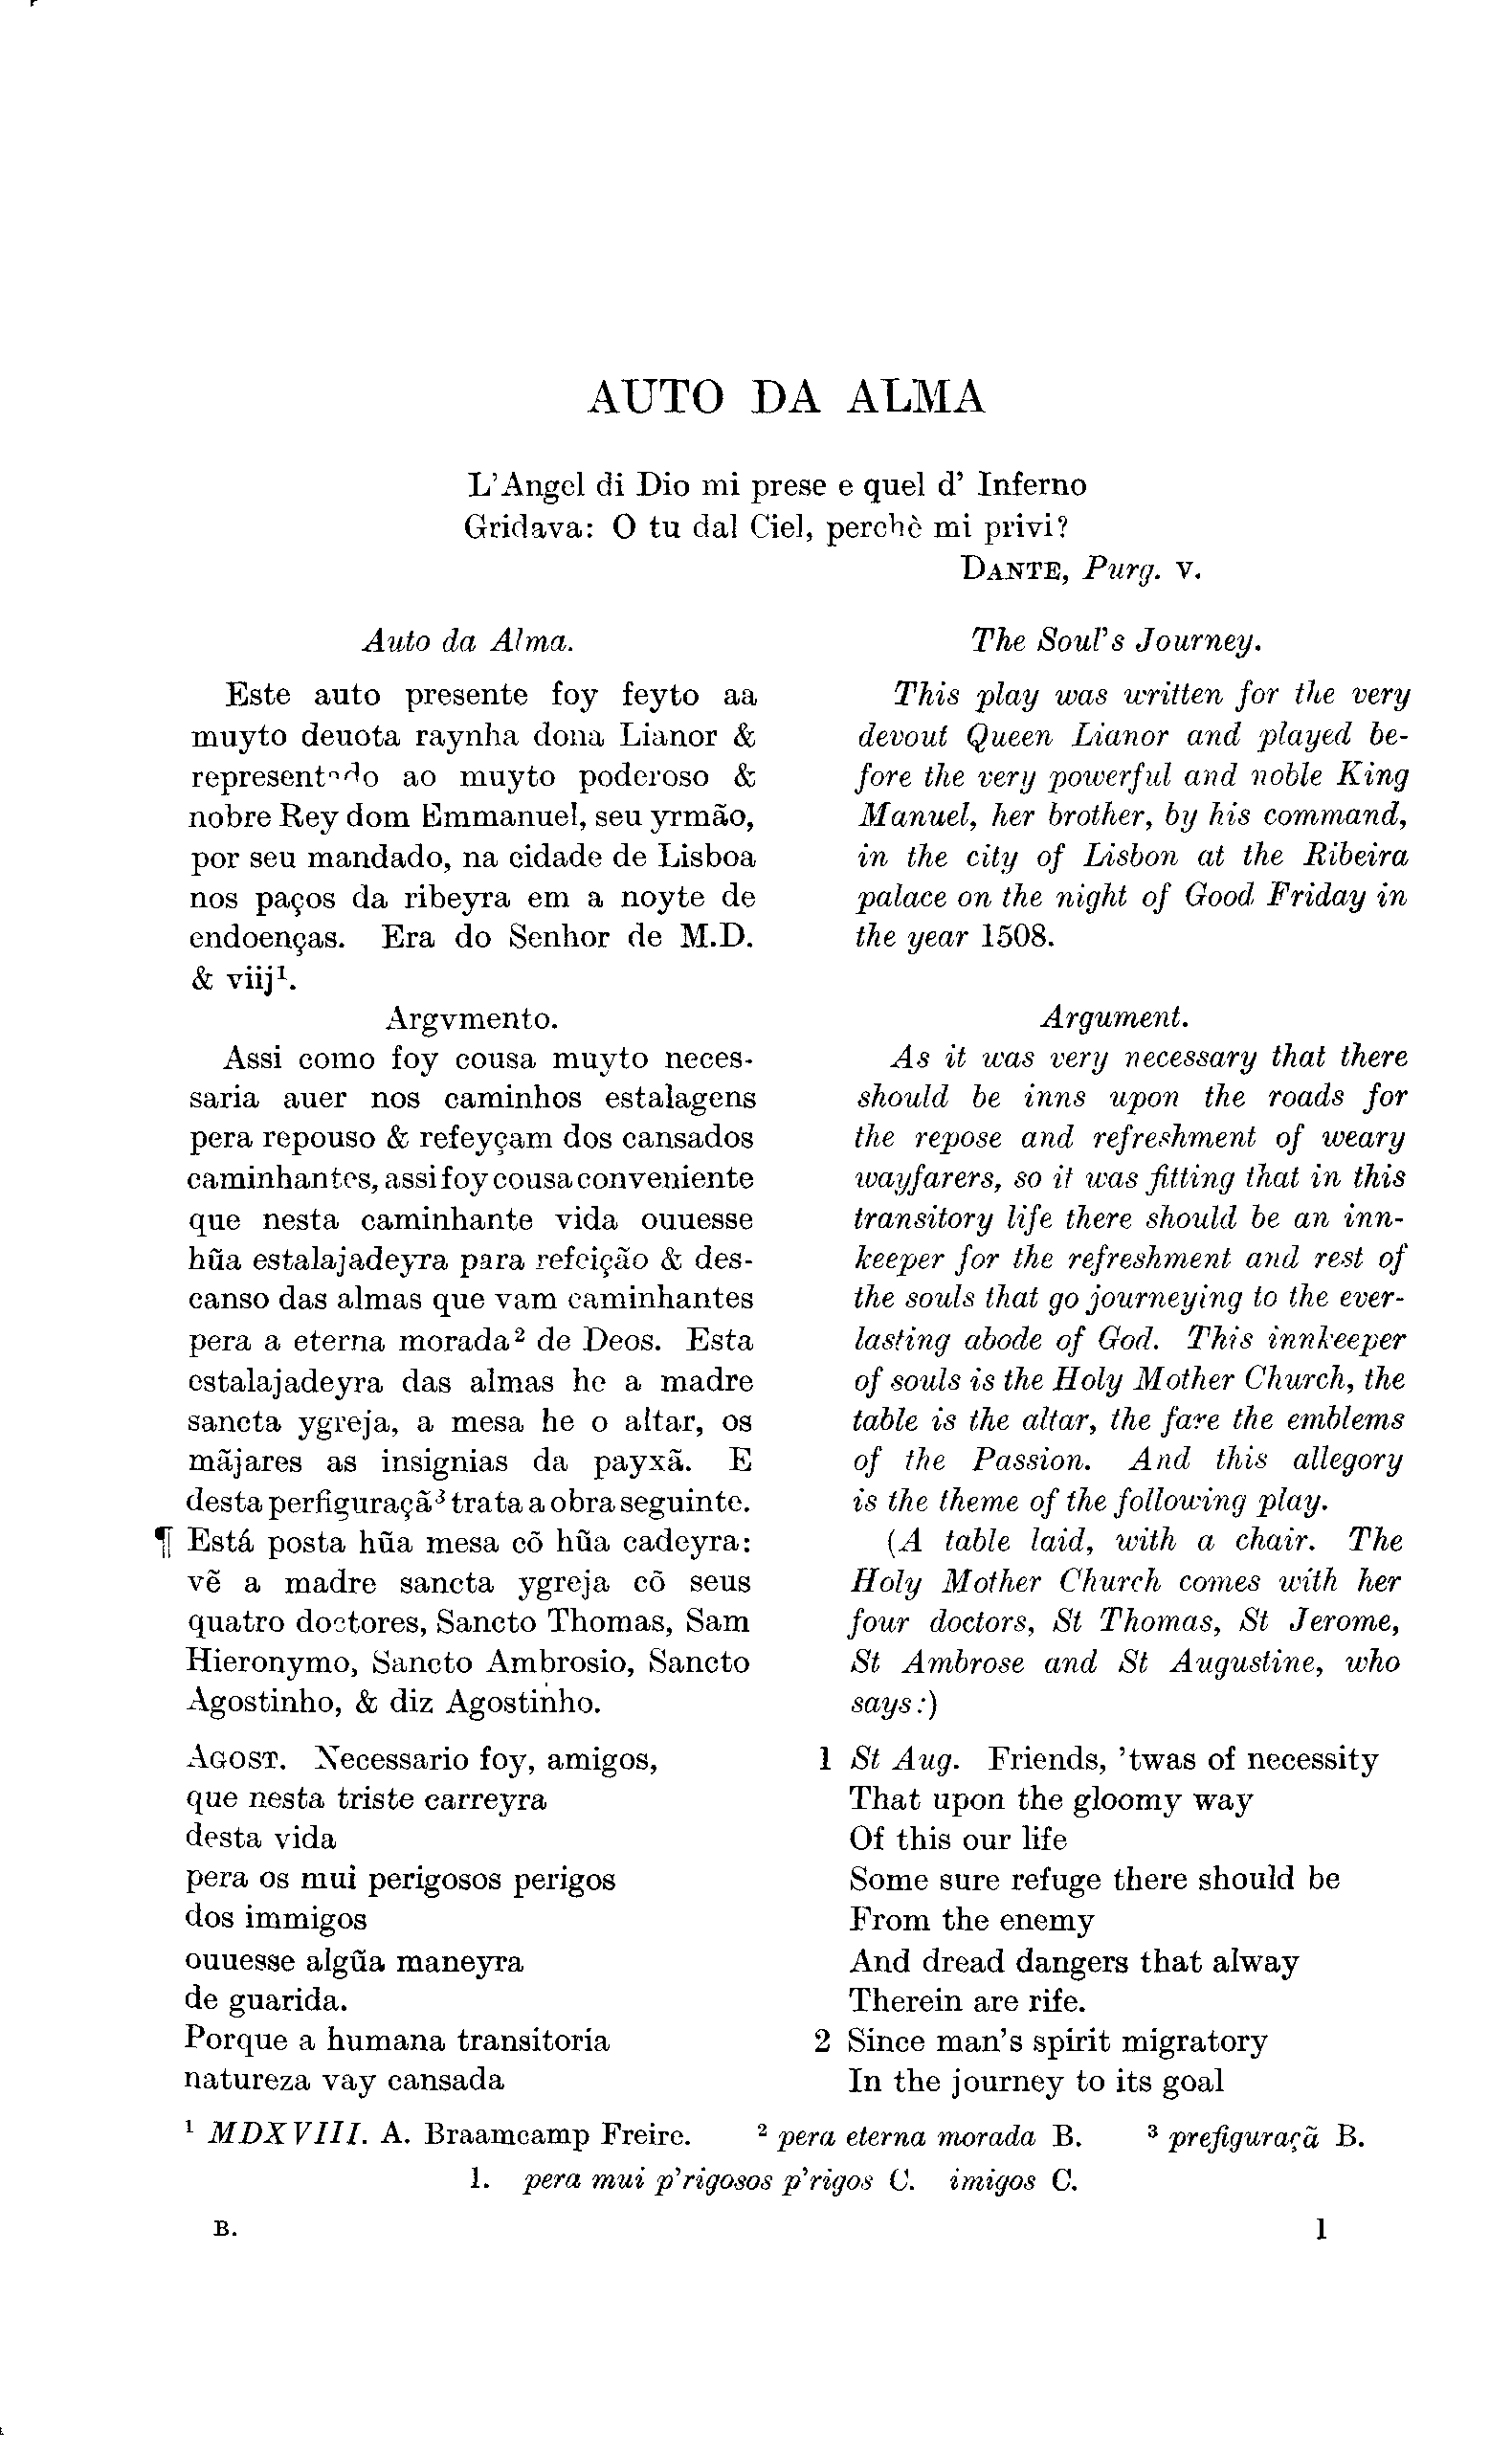 AUTO DA ALMA
L'Angel di Dio mi prese e quel d' Inferno
Gridava: O tu dal Ciel, perchè mi privi?
DANTE, Purg. V.
Auto da Alma.
Este auto presente foy feyto aa
muyto deuota raynha dona Lianor &
representado ao muyto poderoso &
nobre Rey dom Emmanuel, seu yrmão,
por seu mandado, na cidade de Lisboa
nos paços da ribeyra em a noyte de
endoenças. Era do Senhor de M.D.
& viij¹.
Argvmento.
Assi como foy cousa muyto neces-
saria auer nos caminhos estalagens
pera repouso & refeyçam dos cansados
caminhantes, assi foy cousa conveniente
que nesta caminhante vida ouuesse
hũa estalajadeyra para refeição & des-
canso das almas que vam caminhantes
pera a eterna morada² de Deos. Esta
estalajadeyra das almas he a madre
sancta ygreja, a mesa he o altar, os
mãjares as insignias da payxã. E
desta perfiguraçã³ trata a obra seguinte.
¶ Está posta hũa mesa cõ hũa cadeyra:
vẽ a madre sancta ygreja cõ seus
quatro doctores, Sancto Thomas, Sam
Hieronymo, Sancto Ambrosio, Sancto
Agostinho, & diz Agostinho.
AGOST. Necessario foy, amigos,
que nesta triste carreyra
desta vida
pera os mui perigosos perigos
dos immigos
ouuesse algũa maneyra
de guarida.
Porque a humana transitoria
natureza vay cansada
The Soul's Journey.
This play was written for the very
devout Queen Lianor and played be-
fore the very powerful and noble King
Manuel, her brother, by his command,
in the city of Lisbon at the Ribeira
palace on the night of Good Friday in
the year 1508.
Argument.
As it was very necessary that there
should be inns upon the roads for
the repose and refreshment of weary
wayfarers, so it was fitting that in this
transitory life there should be an inn-
keeper for the refreshment and rest of
the souls that go journeying to the ever-
lasting abode of God. This innkeeper
of souls is the Holy Mother Church, the
table is the altar, the fare the emblems
of the Passion. And this allegory
is the theme of the following play.
(A table laid, with a chair. The
Holy Mother Church comes with her
four doctors, St Thomas, St Jerome,
St Ambrose and St Augustine, who
says:)
1 St Aug. Friends, 'twas of necessity
That upon the gloomy way
Of this our life
Some sure refuge there should be
From the enemy
And dread dangers that alway
Therein are rife.
2 Since man's spirit migratory
In the journey to its goal
¹ MDXVIII. A. Braamcamp Freire. ² pera eterna morada B. ³ prefiguraçã B.
1. pera mui p'rigosos p'rigos C. imigos C.
B. 1